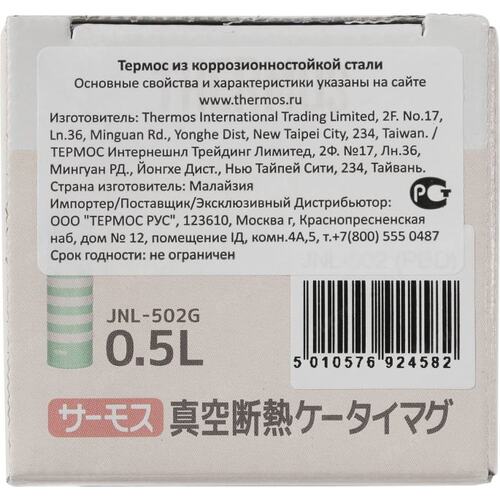 Термос из коррозионностойкой стали
Основные свойства и характеристики указаны на сайте
www.thermos.ru
Изготовитель: Thermos International Trading Limited, 2F. No.17,
Ln.36, Minguan Rd., Yonghe Dist, New Taipei City, 234, Taiwan. /
ТЕРМОС Интернешнл Трейдинг Лимитед, 2Ф. №17, Лн.36,
Мингуан РД., Йонгхе Дист., Нью Тайпей Сити, 234, Тайвань.
Страна изготовитель: Малайзия
Импортер/Поставщик/Эксклюзивный Дистрибьютор:
ООО "ТЕРМОС РУС", 123610, Москва г, Краснопресненская
наб, дом № 12, помещение IД, комн.4А,5, т.+7(800) 555 0487
Срок годности: не ограничен
JNL-502G
0.5L
5 010576 924582
サーモス 真空断熱ケータイマグ